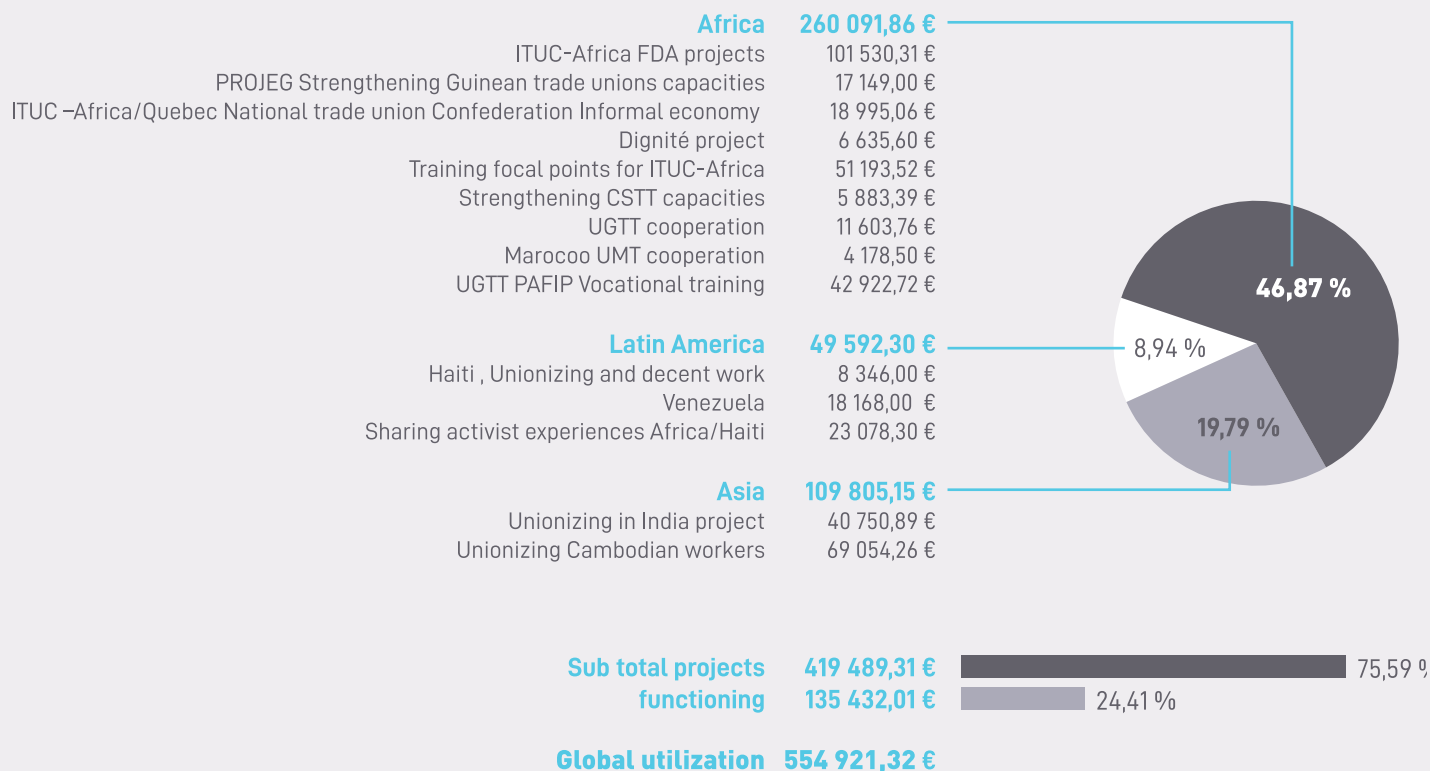 Africa 260 091,86 €
ITUC-Africa FDA projects 101 530,31 €
PROJEG Strengthening Guinean trade unions capacities 17 149,00 €
ITUC –Africa/Quebec National trade union Confederation Informal economy 18 995,06 €
Dignité project 6 635,60 €
Training focal points for ITUC-Africa 51 193,52 €
Strengthening CSTT capacities 5 883,39 €
UGTT cooperation 11 603,76 €
Marocoo UMT cooperation 4 178,50 €
UGTT PAFIP Vocational training 42 922,72 €
46,87 %
Latin America 49 592,30 €
8,94 %
Haiti , Unionizing and decent work 8 346,00 €
Venezuela 18 168,00 €
Sharing activist experiences Africa/Haiti 23 078,30 €
19,79 %
Asia 109 805,15 €
Unionizing in India project 40 750,89 €
Unionizing Cambodian workers 69 054,26 €
Sub total projects 419 489,31 € 75,59 %
functioning 135 432,01 € 24,41 %
Global utilization 554 921,32 €